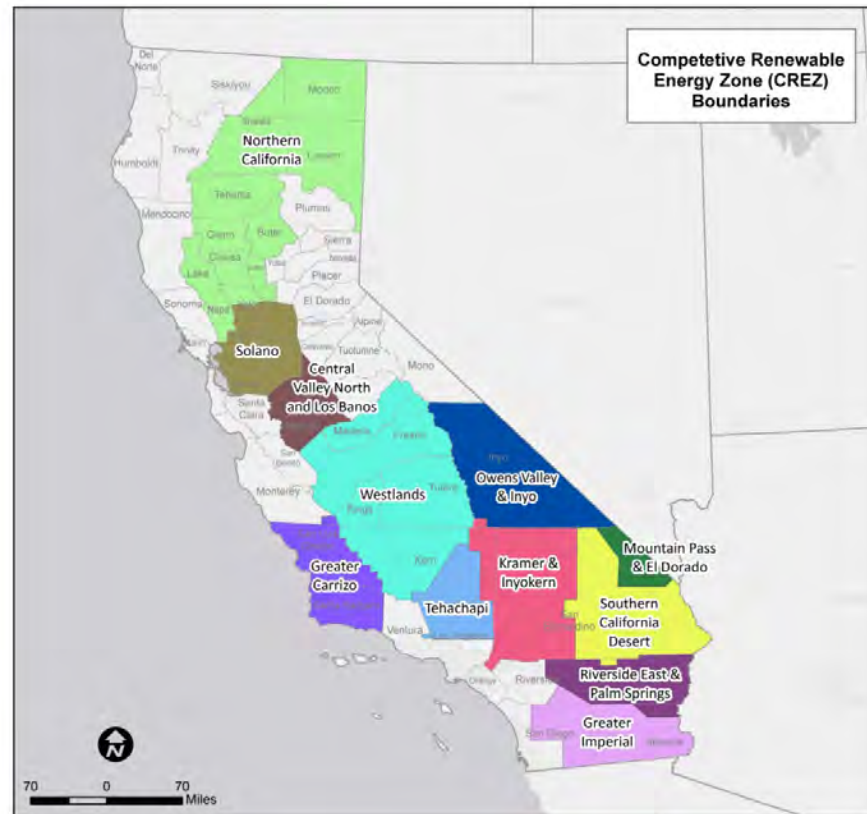 Competetive Renewable
Energy Zone (CREZ)
Boundaries
Del
Norte
Siskiyou
Modoc
Shasta
Northern
California
Lassen
Trinity
Humboldt
Tehama
Plumas
Mendocino
Glenn
Butte
Sierra
Nevada
Colusa
Yuba
Lake
Placer
El Dorado
Sonoma
Napa
Yolo
Alpine
Solano
Tuolumne
Mono
Central
Valley North
and Los Banos
Santa
Clara
Madera
Fresno
San
Benito
Monterey
Inyo
Owens Valley
& Inyo
Westlands
Tulare
Kings
Kern
Greater
Carrizo
Tehachapi
Kramer &
Inyokern
Mountain Pass
& El Dorado
Southern
California
Desert
San
Ventura
Riverside East &
Palm Springs
Greater
Imperial
San Diego
N
70 0 70
Miles